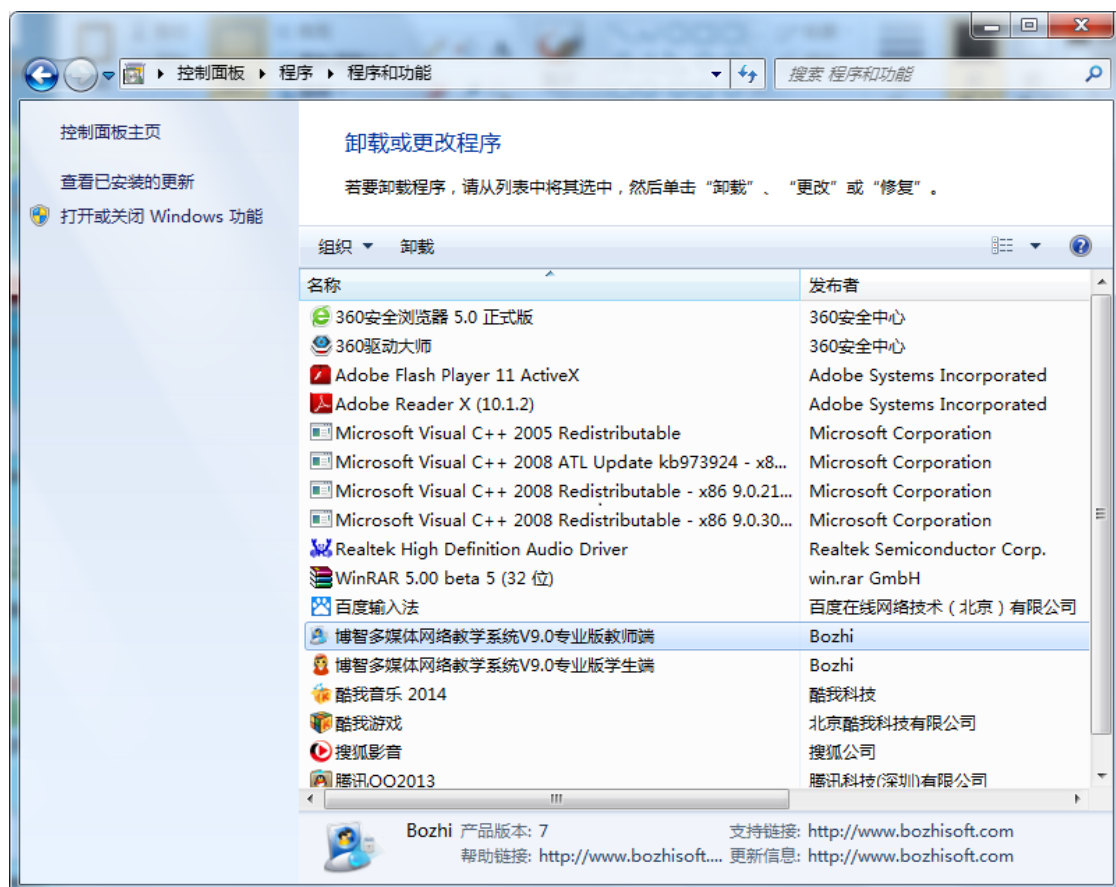 控制面板 ▸ 程序 ▸ 程序和功能
搜索 程序和功能
控制面板主页
查看已安装的更新
打开或关闭 Windows 功能
卸载或更改程序
若要卸载程序，请从列表中将其选中，然后单击“卸载”、“更改”或“修复”。
组织 卸载
名称 发布者
360安全浏览器 5.0 正式版 360安全中心
360驱动大师 360安全中心
Adobe Flash Player 11 ActiveX Adobe Systems Incorporated
Adobe Reader X (10.1.2) Adobe Systems Incorporated
Microsoft Visual C++ 2005 Redistributable Microsoft Corporation
Microsoft Visual C++ 2008 ATL Update kb973924 - x8... Microsoft Corporation
Microsoft Visual C++ 2008 Redistributable - x86 9.0.21... Microsoft Corporation
Microsoft Visual C++ 2008 Redistributable - x86 9.0.30... Microsoft Corporation
Realtek High Definition Audio Driver Realtek Semiconductor Corp.
WinRAR 5.00 beta 5 (32 位) win.rar GmbH
百度输入法 百度在线网络技术（北京）有限公司
博智多媒体网络教学系统V9.0专业版教师端 Bozhi
博智多媒体网络教学系统V9.0专业版学生端 Bozhi
酷我音乐 2014 酷我科技
酷我游戏 北京酷我科技有限公司
搜狐影音 搜狐公司
腾讯QQ2013 腾讯科技(深圳)有限公司
Bozhi 产品版本: 7 支持链接: http://www.bozhisoft.com
帮助链接: http://www.bozhisoft.... 更新信息: http://www.bozhisoft.com